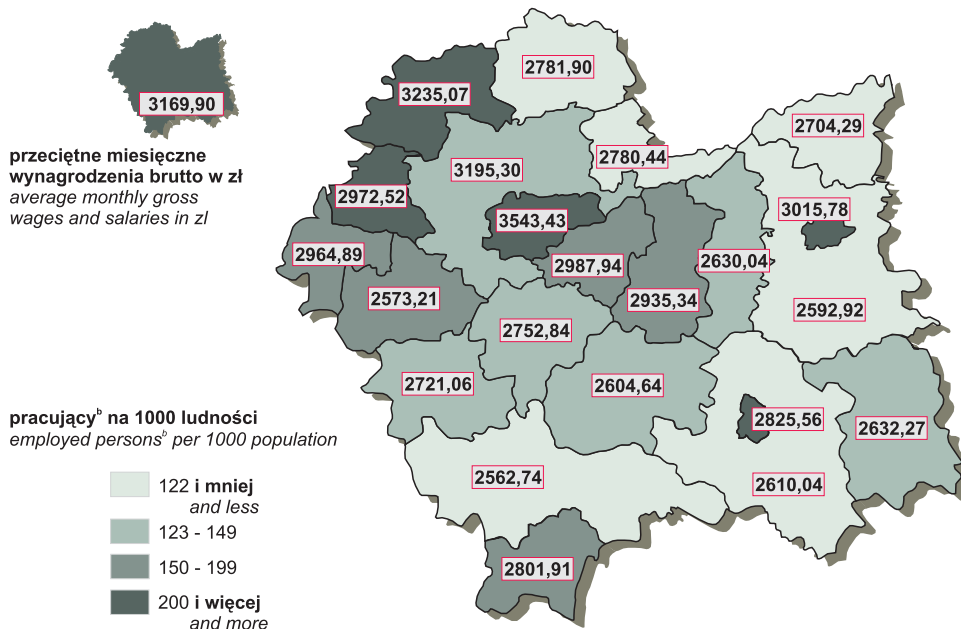 2781,90
3235,07
3169,90
2704,29
przeciętne miesięczne
wynagrodzenia brutto w zł
average monthly gross
wages and salaries in zl
2780,44
3195,30
2972,52
3015,78
3543,43
2964,89
2987,94
2630,04
2573,21
2935,34
2592,92
2752,84
2721,06
2604,64
pracującyᵇ na 1000 ludności
employed personsᵇ per 1000 population
2825,56
2632,27
2562,74
2610,04
122 i mniej
and less
123 - 149
150 - 199
2801,91
200 i więcej
and more